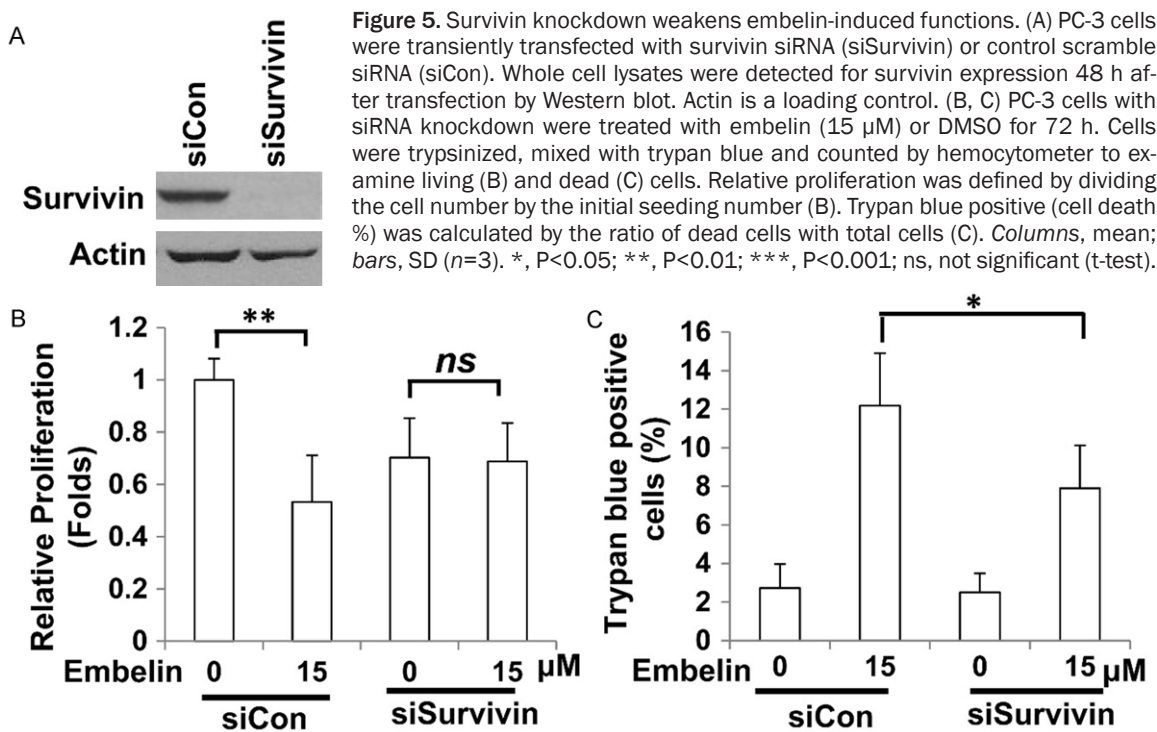 A
siCon
siSurvivin
Survivin
Actin
Figure 5. Survivin knockdown weakens embelin-induced functions. (A) PC-3 cells
were transiently transfected with survivin siRNA (siSurvivin) or control scramble
siRNA (siCon). Whole cell lysates were detected for survivin expression 48 h af-
ter transfection by Western blot. Actin is a loading control. (B, C) PC-3 cells with
siRNA knockdown were treated with embelin (15 µM) or DMSO for 72 h. Cells
were trypsinized, mixed with trypan blue and counted by hemocytometer to ex-
amine living (B) and dead (C) cells. Relative proliferation was defined by dividing
the cell number by the initial seeding number (B). Trypan blue positive (cell death
%) was calculated by the ratio of dead cells with total cells (C). Columns, mean;
bars, SD (n=3). *, P<0.05; **, P<0.01; ***, P<0.001; ns, not significant (t-test).
B
Relative Proliferation
(Folds)
1.2
1
0.8
0.6
0.4
0.2
0
**
ns
Embelin 0 15 0 15 µM
siCon siSurvivin
C
Trypan blue positive
cells (%)
16
14
12
10
8
6
4
2
0
*
Embelin 0 15 0 15 µM
siCon siSurvivin